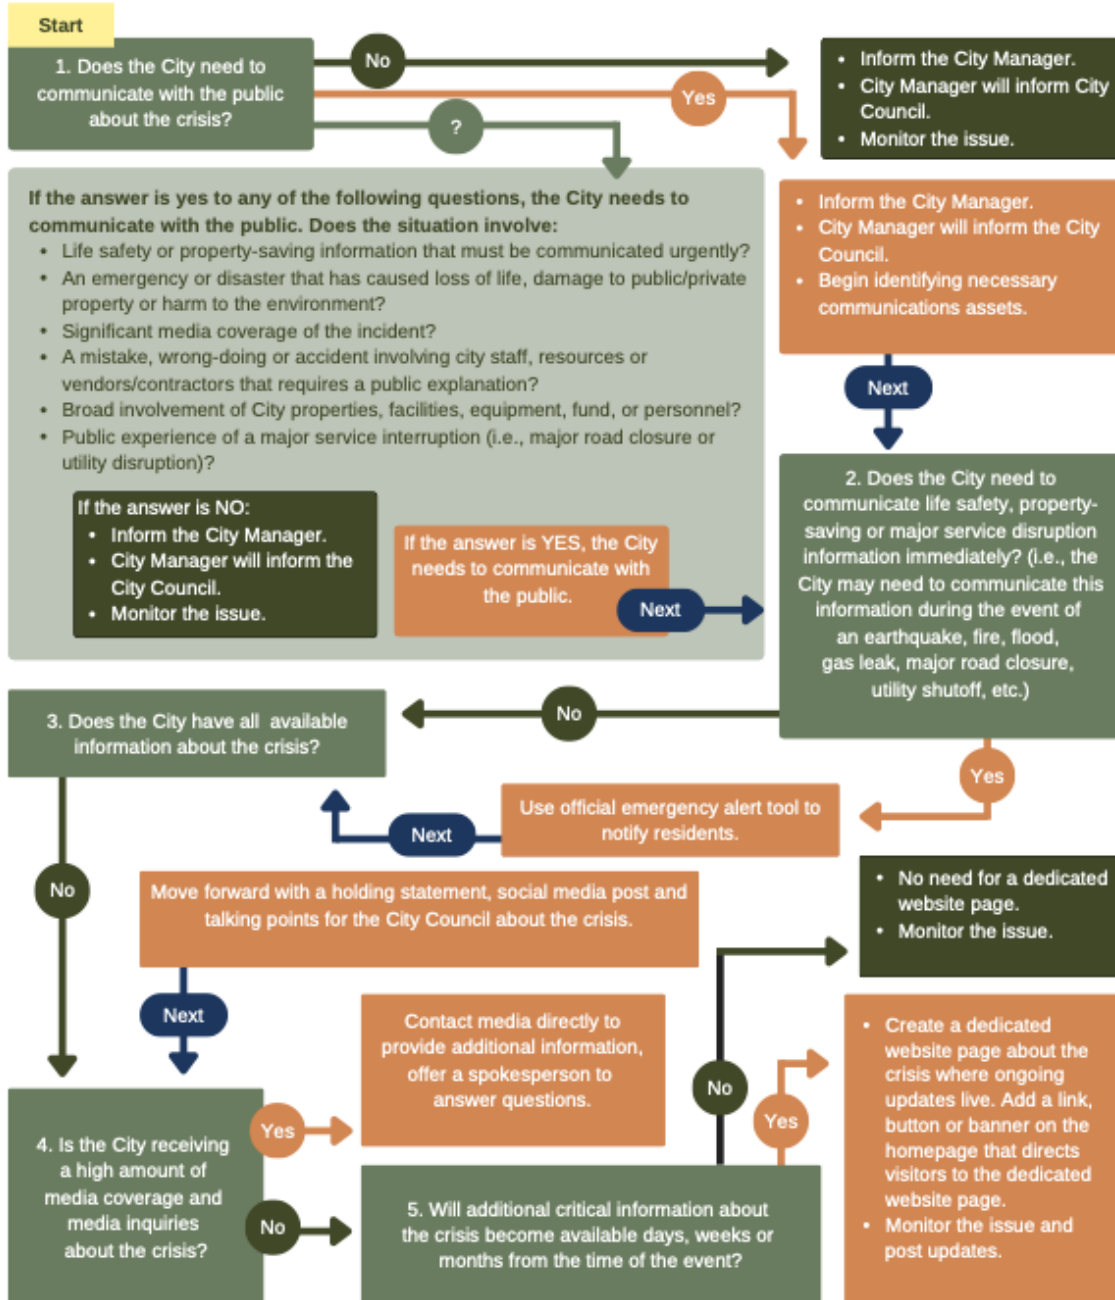 Start
1. Does the City need to
communicate with the public
about the crisis?
No
Yes
?
• Inform the City Manager.
• City Manager will inform City
Council.
• Monitor the issue.
If the answer is yes to any of the following questions, the City needs to
communicate with the public. Does the situation involve:
• Life safety or property-saving information that must be communicated urgently?
• An emergency or disaster that has caused loss of life, damage to public/private
property or harm to the environment?
• Significant media coverage of the incident?
• A mistake, wrong-doing or accident involving city staff, resources or
vendors/contractors that requires a public explanation?
• Broad involvement of City properties, facilities, equipment, fund, or personnel?
• Public experience of a major service interruption (i.e., major road closure or
utility disruption)?
If the answer is NO:
• Inform the City Manager.
• City Manager will inform the
City Council.
• Monitor the issue.
If the answer is YES, the City
needs to communicate with
the public.
Next
• Inform the City Manager.
• City Manager will inform the City
Council.
• Begin identifying necessary
communications assets.
Next
2. Does the City need to
communicate life safety, property-
saving or major service disruption
information immediately? (i.e., the
City may need to communicate this
information during the event of
an earthquake, fire, flood,
gas leak, major road closure,
utility shutoff, etc.)
No
Yes
3. Does the City have all available
information about the crisis?
Use official emergency alert tool to
notify residents.
Next
No
Move forward with a holding statement, social media post and
talking points for the City Council about the crisis.
Next
• No need for a dedicated
website page.
• Monitor the issue.
Contact media directly to
provide additional information,
offer a spokesperson to
answer questions.
4. Is the City receiving
a high amount of
media coverage and
media inquiries
about the crisis?
Yes
No
5. Will additional critical information about
the crisis become available days, weeks or
months from the time of the event?
No
Yes
• Create a dedicated
website page about the
crisis where ongoing
updates live. Add a link,
button or banner on the
homepage that directs
visitors to the dedicated
website page.
• Monitor the issue and
post updates.